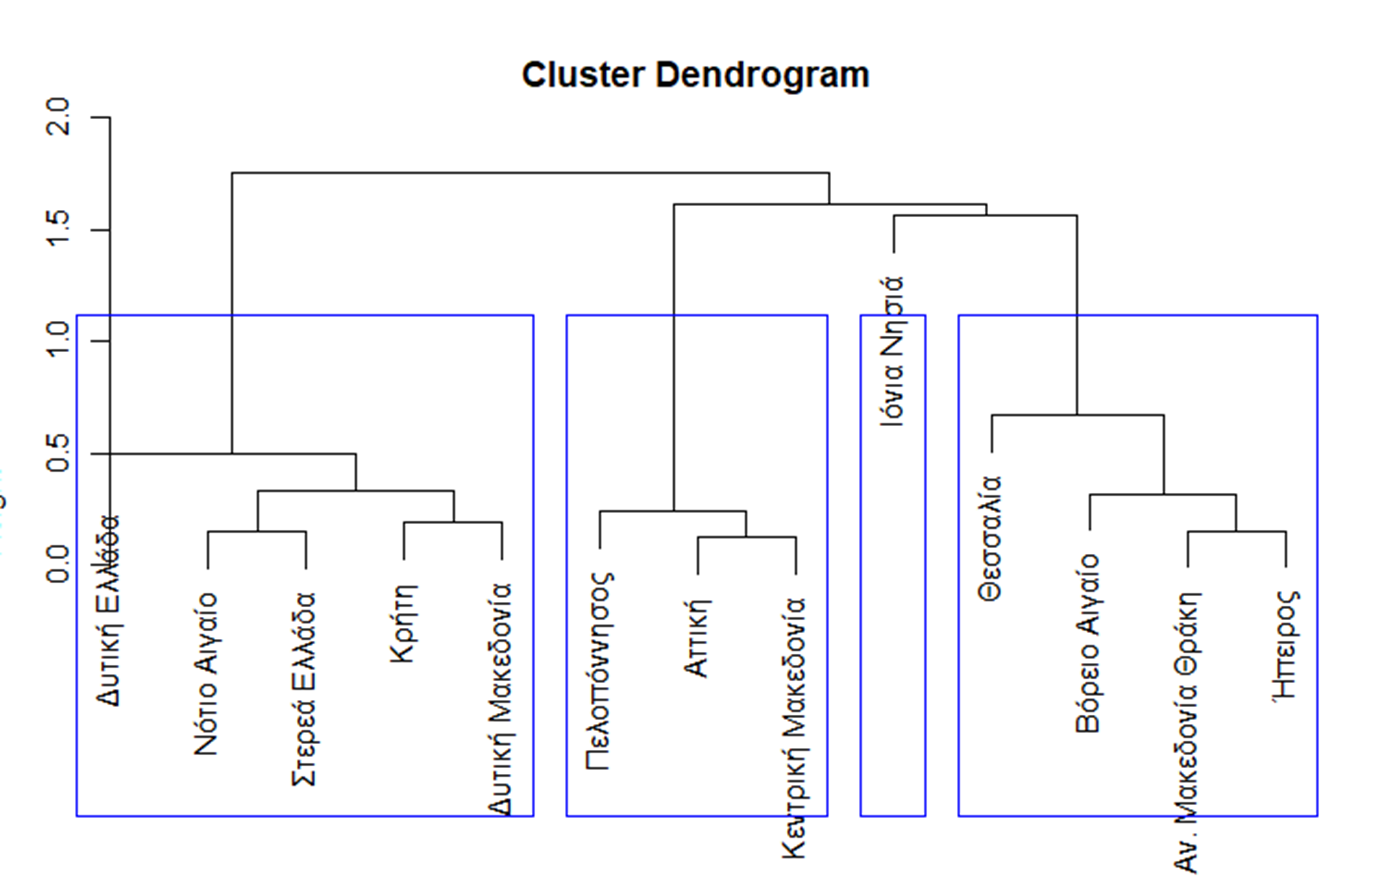 Cluster Dendrogram
2.0
1.5
1.0
0.5
0.0
Δυτική Ελλάδα
Νότιο Αιγαίο
Στερεά Ελλάδα
Κρήτη
Δυτική Μακεδονία
Πελοπόννησος
Αττική
Κεντρική Μακεδονία
Ιόνια Νησιά
Θεσσαλία
Βόρειο Αιγαίο
Αν. Μακεδονία Θράκη
Ήπειρος